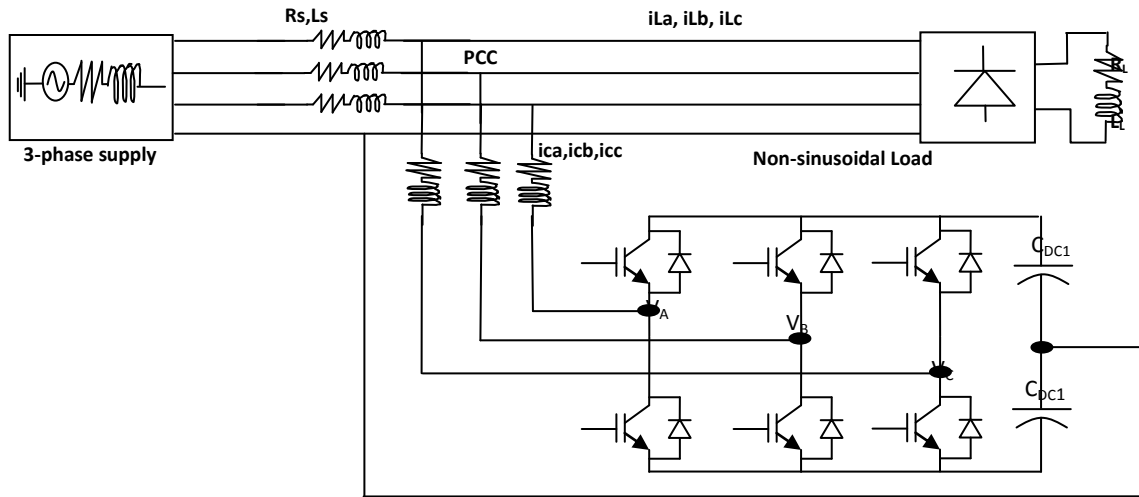 Rs,Ls
iLa, iLb, iLc
PCC
RL
3-phase supply
ica,icb,icc
Non-sinusoidal Load
CDC1
VA
VB
VC
CDC1